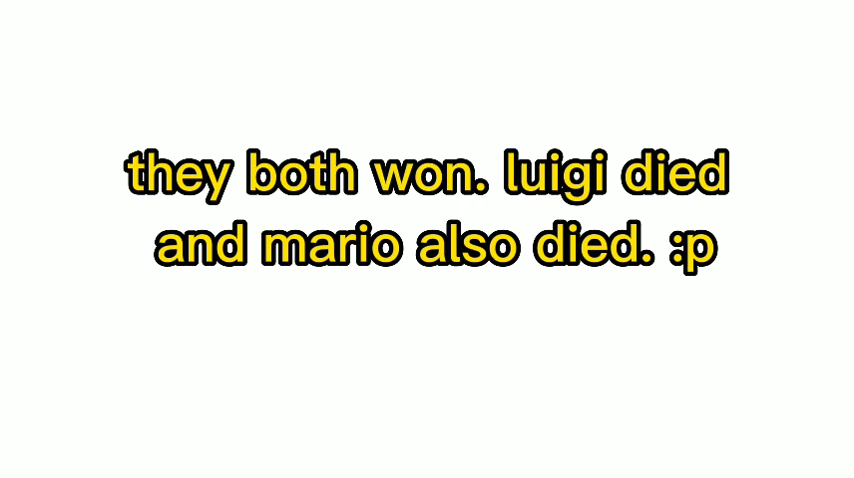 they both won. luigi died
and mario also died. :p